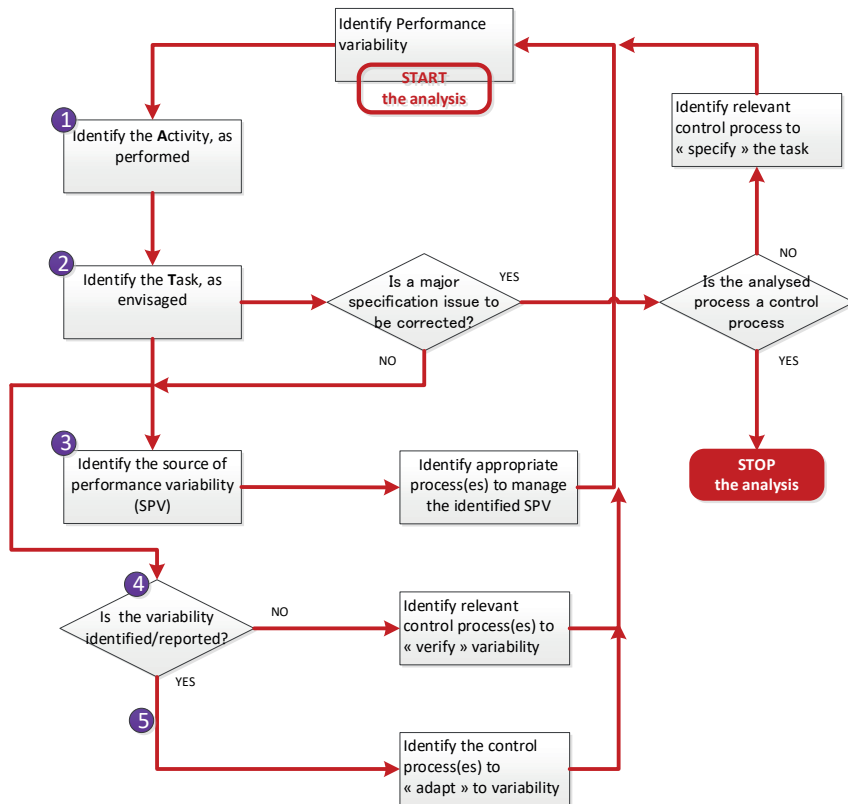 Identify Performance
variability
START
the analysis
1
Identify the Activity, as
performed
Identify relevant
control process to
« specify » the task
2
Identify the Task, as
envisaged
Is a major
specification issue to
be corrected?
YES
NO
NO
Is the analysed
process a control
process
YES
3
Identify the source of
performance variability
(SPV)
Identify appropriate
process(es) to manage
the identified SPV
STOP
the analysis
4
Is the variability
identified/reported?
NO
YES
Identify relevant
control process(es) to
« verify » variability
5
Identify the control
process(es) to
« adapt » to variability